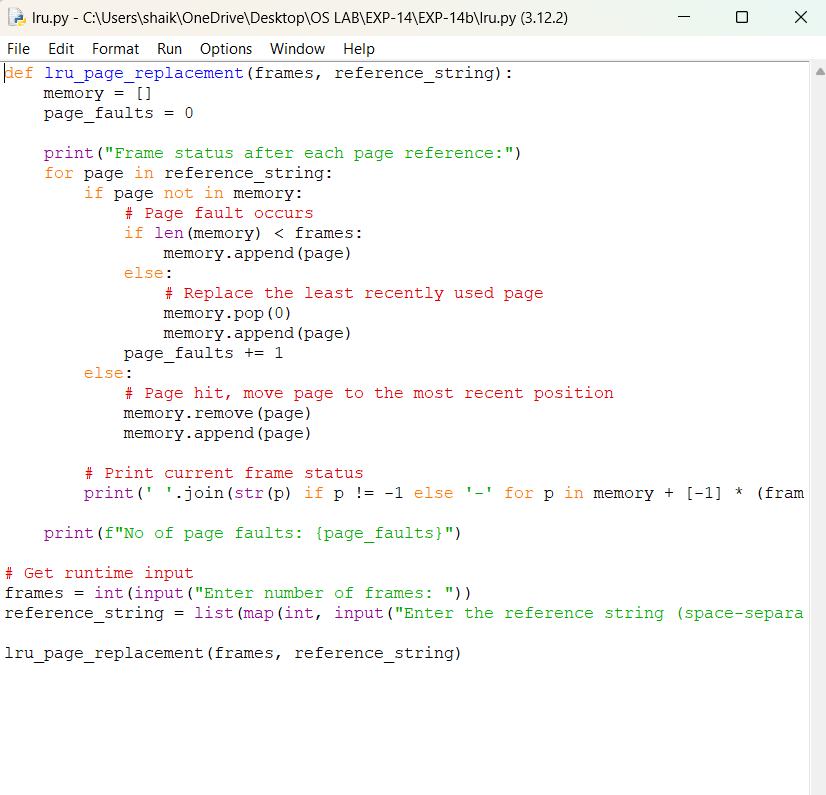 lru.py - C:\Users\shaik\OneDrive\Desktop\OS LAB\EXP-14\EXP-14b\lru.py (3.12.2)
File Edit Format Run Options Window Help
def lru_page_replacement(frames, reference_string):
    memory = []
    page_faults = 0

    print("Frame status after each page reference:")
    for page in reference_string:
        if page not in memory:
            # Page fault occurs
            if len(memory) < frames:
                memory.append(page)
            else:
                # Replace the least recently used page
                memory.pop(0)
                memory.append(page)
            page_faults += 1
        else:
            # Page hit, move page to the most recent position
            memory.remove(page)
            memory.append(page)

        # Print current frame status
        print(' '.join(str(p) if p != -1 else '-' for p in memory + [-1] * (fram

    print(f"No of page faults: {page_faults}")

# Get runtime input
frames = int(input("Enter number of frames: "))
reference_string = list(map(int, input("Enter the reference string (space-separa

lru_page_replacement(frames, reference_string)